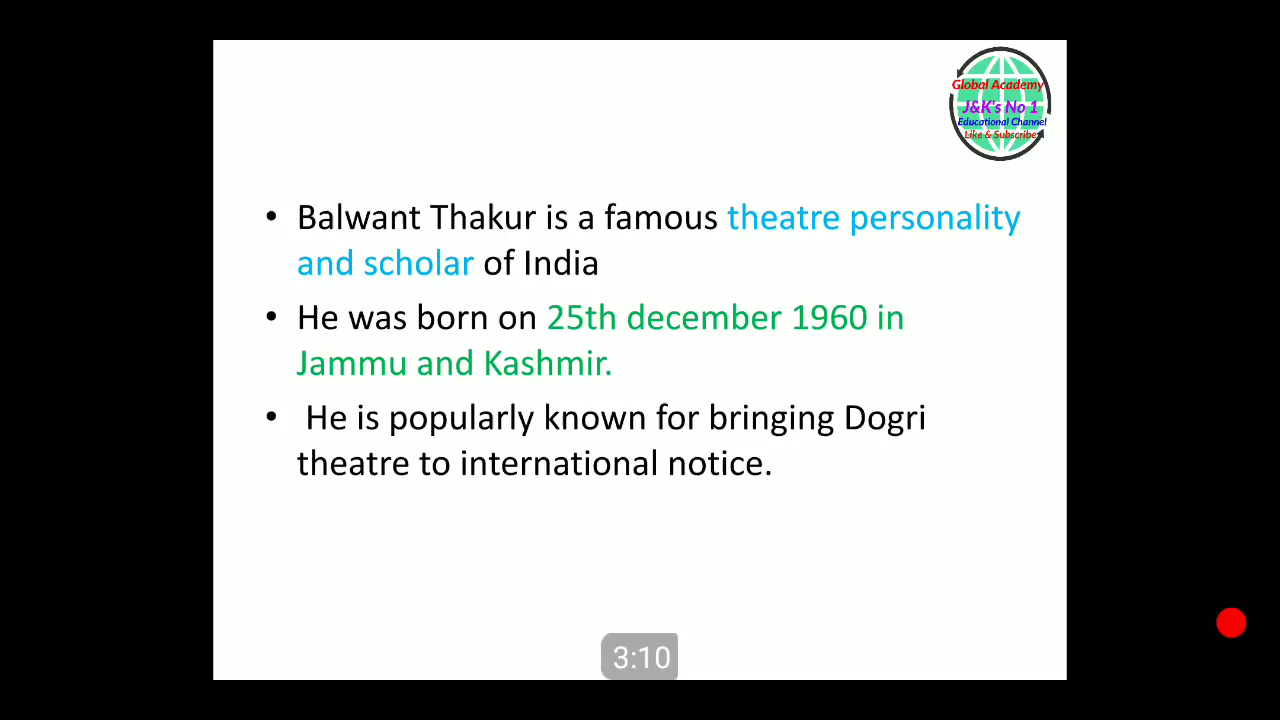 Global Academy
J&K's No 1
Educational Channel
Like & Subscribe
• Balwant Thakur is a famous theatre personality
and scholar of India
• He was born on 25th december 1960 in
Jammu and Kashmir.
• He is popularly known for bringing Dogri
theatre to international notice.
3:10